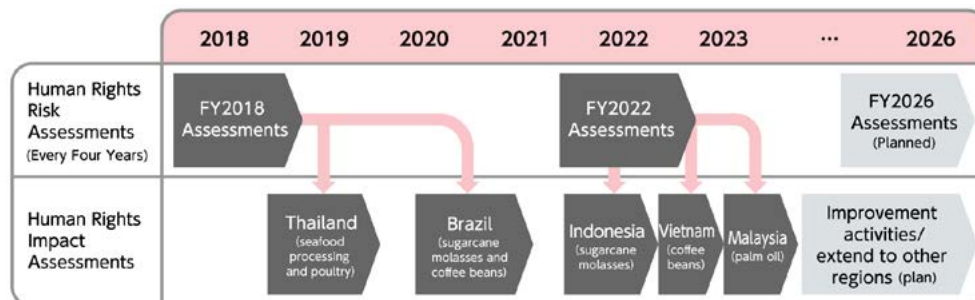 2018 2019 2020 2021 2022 2023 ... 2026
Human Rights
Risk
Assessments
(Every Four Years)
FY2018
Assessments
FY2022
Assessments
FY2026
Assessments
(Planned)
Human Rights
Impact
Assessments
Thailand
(seafood
processing
and poultry)
Brazil
(sugarcane
molasses and
coffee beans)
Indonesia
(sugarcane
molasses)
Vietnam
(coffee
beans)
Malaysia
(palm oil)
Improvement
activities/
extend to other
regions (plan)